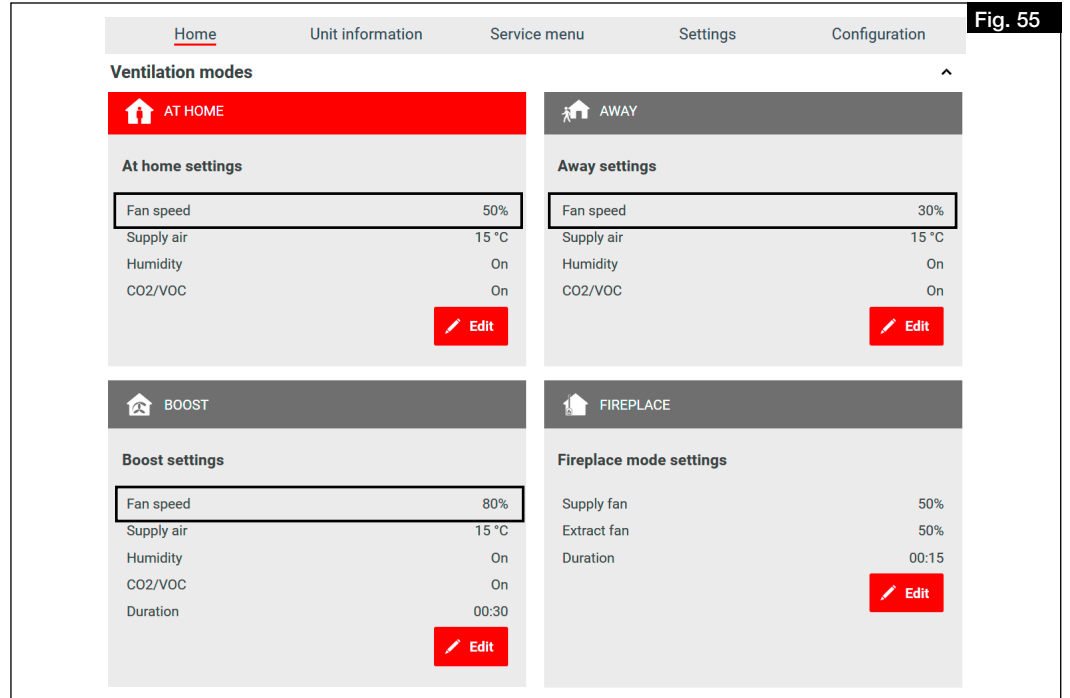 Fig. 55
Home Unit information Service menu Settings Configuration
Ventilation modes
AT HOME
At home settings
Fan speed 50%
Supply air 15 °C
Humidity On
CO2/VOC On
Edit
AWAY
Away settings
Fan speed 30%
Supply air 15 °C
Humidity On
CO2/VOC On
Edit
BOOST
Boost settings
Fan speed 80%
Supply air 15 °C
Humidity On
CO2/VOC On
Duration 00:30
Edit
FIREPLACE
Fireplace mode settings
Supply fan 50%
Extract fan 50%
Duration 00:15
Edit